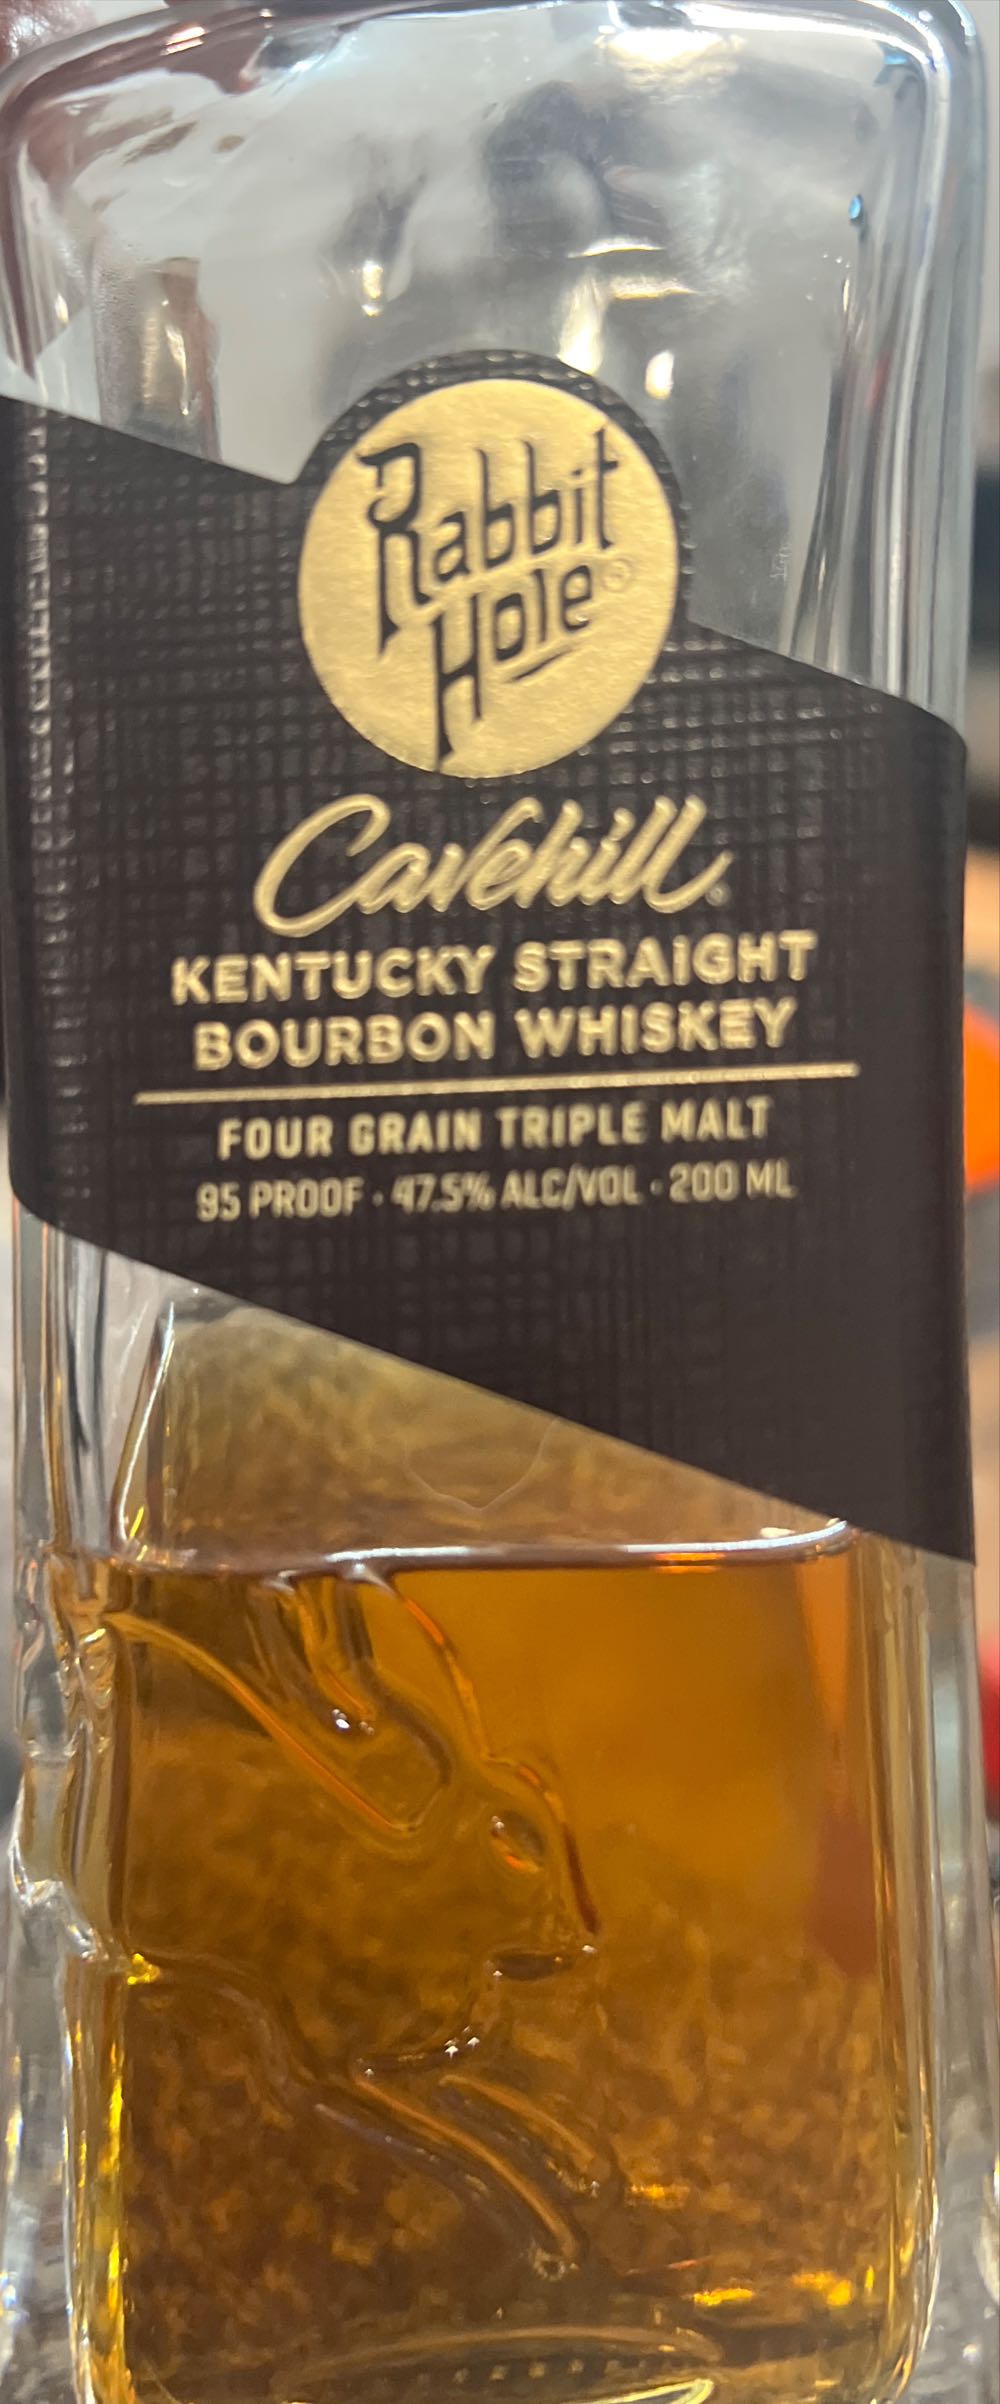 Rabbit
Hole®
Cavehill®
KENTUCKY STRAIGHT
BOURBON WHISKEY
FOUR GRAIN TRIPLE MALT
95 PROOF · 47.5% ALC/VOL · 200 ML